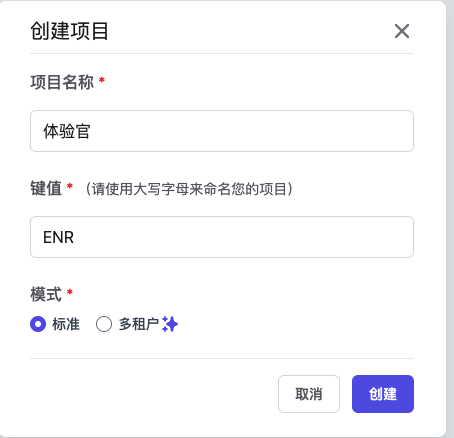 创建项目
项目名称 *
体验官
键值 * (请使用大写字母来命名您的项目)
ENR
模式 *
标准 多租户
取消 创建